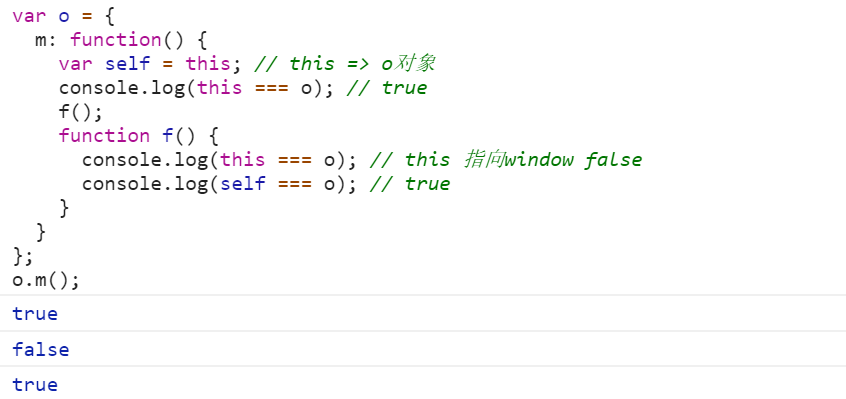 var o = {
  m: function() {
    var self = this; // this => o对象
    console.log(this === o); // true
    f();
    function f() {
      console.log(this === o); // this 指向window false
      console.log(self === o); // true
    }
  }
};
o.m();
true
false
true